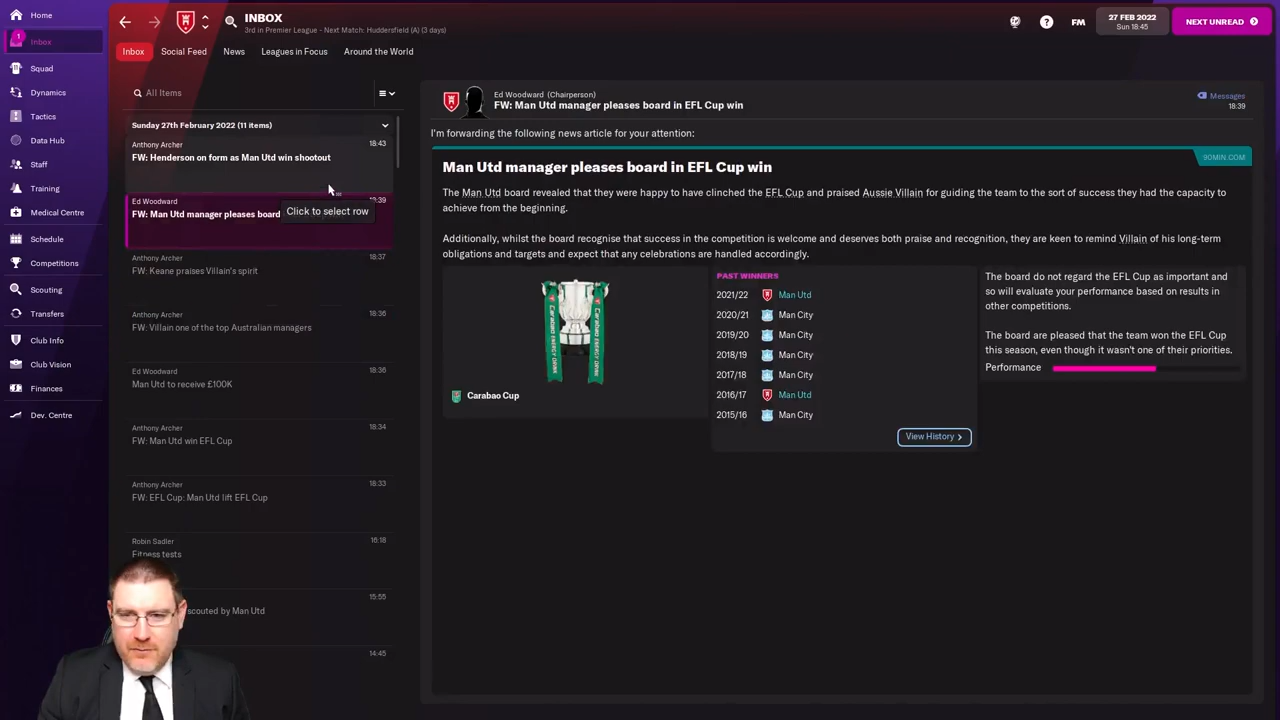 Home
1
Inbox
Squad
Dynamics
Tactics
Data Hub
Staff
Training
Medical Centre
Schedule
Competitions
Scouting
Transfers
Club Info
Club Vision
Finances
Dev. Centre
INBOX
3rd in Premier League - Next Match: Huddersfield (A) (3 days)
FM
27 FEB 2022
Sun 18:45
NEXT UNREAD
Inbox
Social Feed
News
Leagues in Focus
Around the World
All Items
Sunday 27th February 2022 (11 items)
Anthony Archer
18:43
FW: Henderson on form as Man Utd win shootout
Ed Woodward
18:39
FW: Man Utd manager pleases board
Click to select row
Anthony Archer
18:37
FW: Keane praises Villain's spirit
Anthony Archer
18:36
FW: Villain one of the top Australian managers
Ed Woodward
18:36
Man Utd to receive £100K
Anthony Archer
18:34
FW: Man Utd win EFL Cup
Anthony Archer
18:33
FW: EFL Cup: Man Utd lift EFL Cup
Robin Sadler
16:18
Fitness tests
15:55
scouted by Man Utd
14:45
Ed Woodward (Chairperson)
FW: Man Utd manager pleases board in EFL Cup win
Messages
18:39
I'm forwarding the following news article for your attention:
90MIN.COM
Man Utd manager pleases board in EFL Cup win
The Man Utd board revealed that they were happy to have clinched the EFL Cup and praised Aussie Villain for guiding the team to the sort of success they had the capacity to
achieve from the beginning.
Additionally, whilst the board recognise that success in the competition is welcome and deserves both praise and recognition, they are keen to remind Villain of his long-term
obligations and targets and expect that any celebrations are handled accordingly.
Carabao Cup
PAST WINNERS
2021/22 Man Utd
2020/21 Man City
2019/20 Man City
2018/19 Man City
2017/18 Man City
2016/17 Man Utd
2015/16 Man City
View History
The board do not regard the EFL Cup as important and
so will evaluate your performance based on results in
other competitions.
The board are pleased that the team won the EFL Cup
this season, even though it wasn't one of their priorities.
Performance